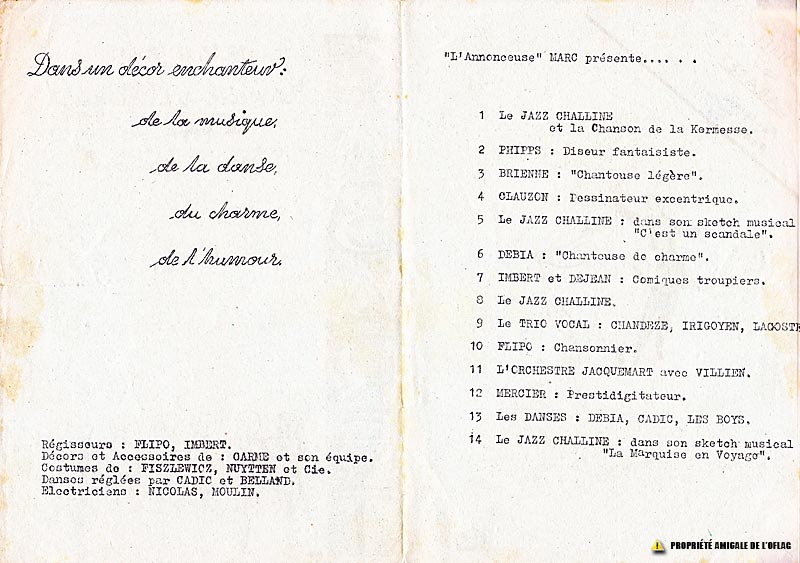 Dans un décor enchanteur:
de la musique,
de la danse,
du charme,
de l'humour.
Régisseurs : FLIPO, IMBERT.
Décors et Accessoires de : CARME et son équipe.
Costumes de : FISZLEWICZ, NUYTTEN et Cie.
Danses réglées par CADIC et BELLAND.
Electriciens : NICOLAS, MOULIN.
"L'Annonceuse" MARC présente.... . .
1 Le JAZZ CHALLINE
et la Chanson de la Kermesse.
2 PHIPPS : Diseur fantaisiste.
3 BRIENNE : "Chanteuse légère".
4 CLAUZON : Dessinateur excentrique.
5 Le JAZZ CHALLINE : dans son sketch musical
"C'est un scandale".
6 DEBIA : "Chanteuse de charme".
7 IMBERT et DEJEAN : Comiques troupiers.
8 Le JAZZ CHALLINE.
9 Le TRIO VOCAL : CHANDEZE, IRIGOYEN, LAGOSTE
10 FLIPO : Chansonnier.
11 L'ORCHESTRE JACQUEMART avec VILLIEN.
12 MERCIER : Prestidigitateur.
13 Les DANSES : DEBIA, CADIC, LES BOYS.
14 Le JAZZ CHALLINE : dans son sketch musical
"La Marquise en Voyage".
PROPRIÉTÉ AMIGALE DE L'OFLAG